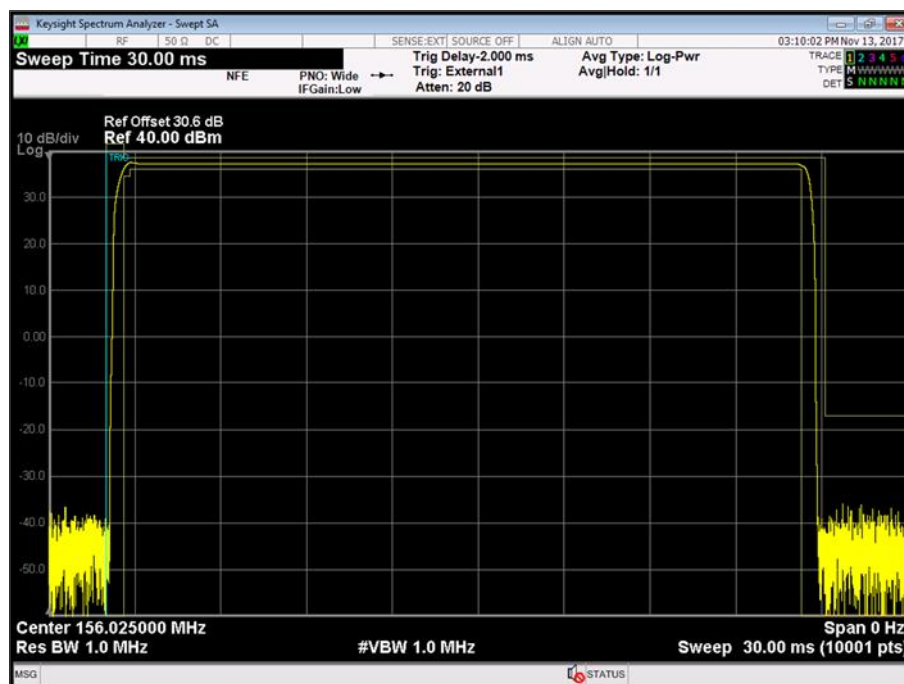 Keysight Spectrum Analyzer - Swept SA
RF 50 Ω DC SENSE:EXT SOURCE OFF ALIGN AUTO 03:10:02 PM Nov 13, 2017
Sweep Time 30.00 ms
NFE
PNO: Wide
IFGain:Low
Trig Delay-2.000 ms
Trig: External1
Atten: 20 dB
Avg Type: Log-Pwr
Avg|Hold: 1/1
TRACE 1 2 3 4 5
TYPE M W W W W W
DET S N N N N
10 dB/div
Log
Ref Offset 30.6 dB
Ref 40.00 dBm
TRIG
30.0
20.0
10.0
0.00
-10.0
-20.0
-30.0
-40.0
-50.0
Center 156.025000 MHz Span 0 Hz
Res BW 1.0 MHz #VBW 1.0 MHz Sweep 30.00 ms (10001 pts)
MSG STATUS